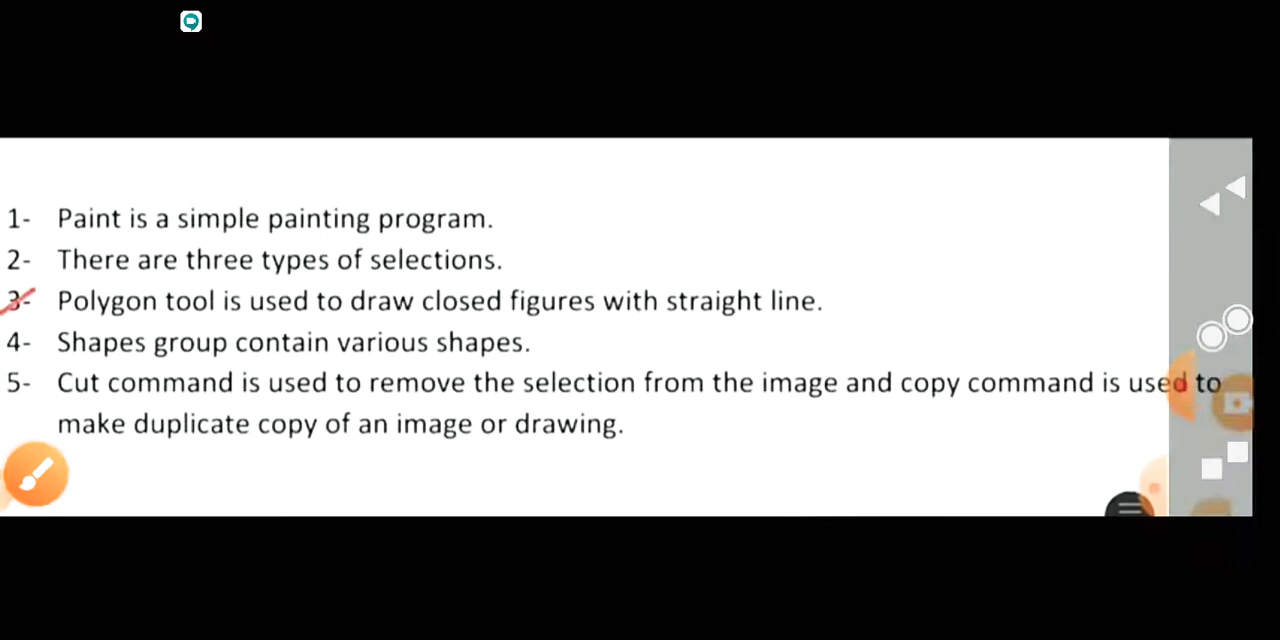 1- Paint is a simple painting program.
2- There are three types of selections.
3- Polygon tool is used to draw closed figures with straight line.
4- Shapes group contain various shapes.
5- Cut command is used to remove the selection from the image and copy command is used to
make duplicate copy of an image or drawing.